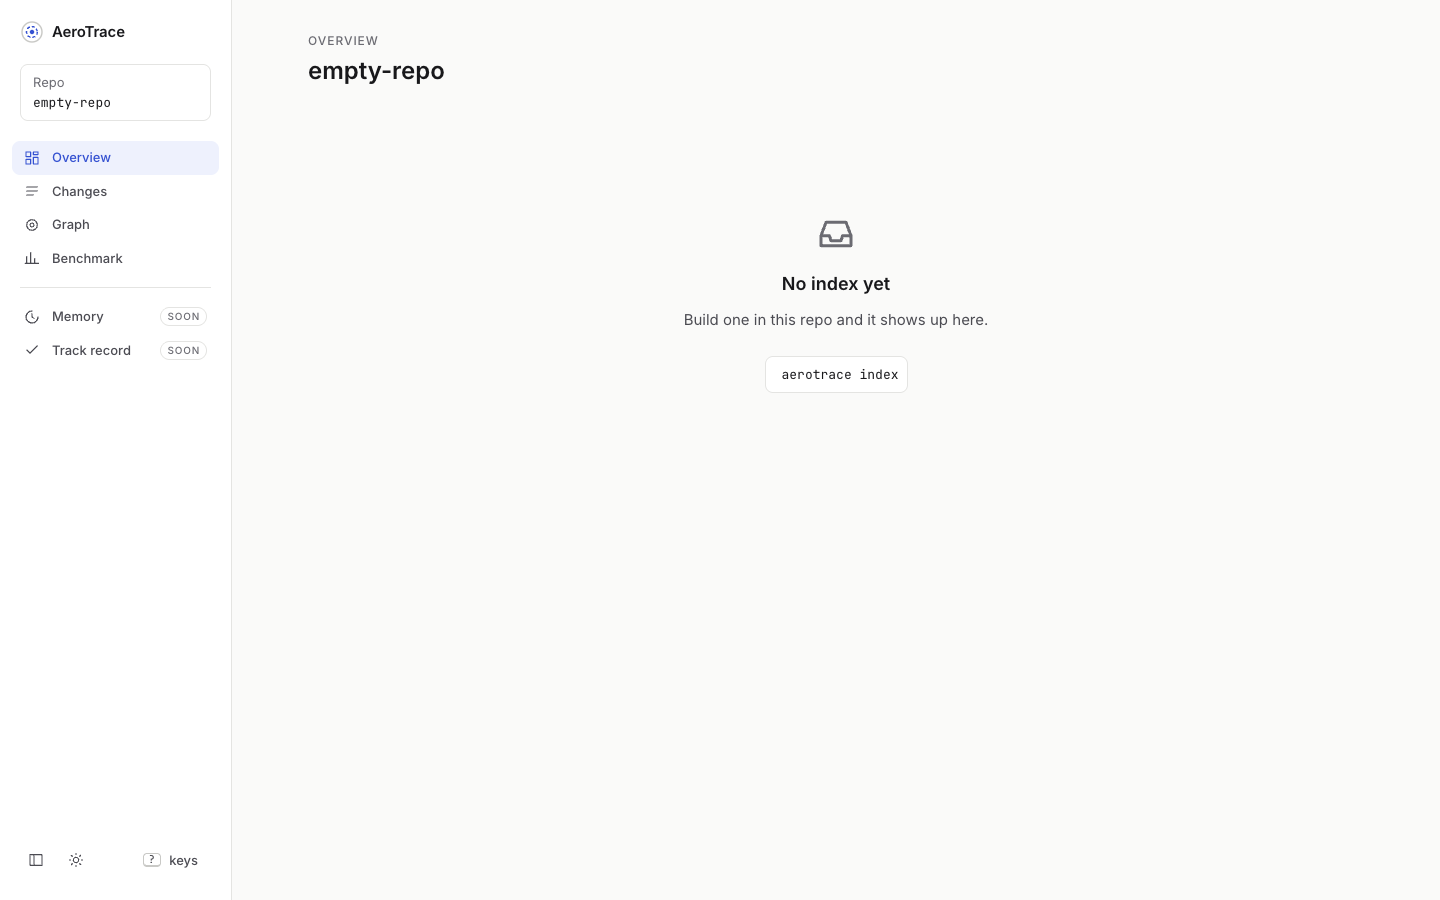 AeroTrace
Repo
empty-repo
Overview
Changes
Graph
Benchmark
Memory SOON
Track record SOON
? keys
OVERVIEW
empty-repo
No index yet
Build one in this repo and it shows up here.
aerotrace index